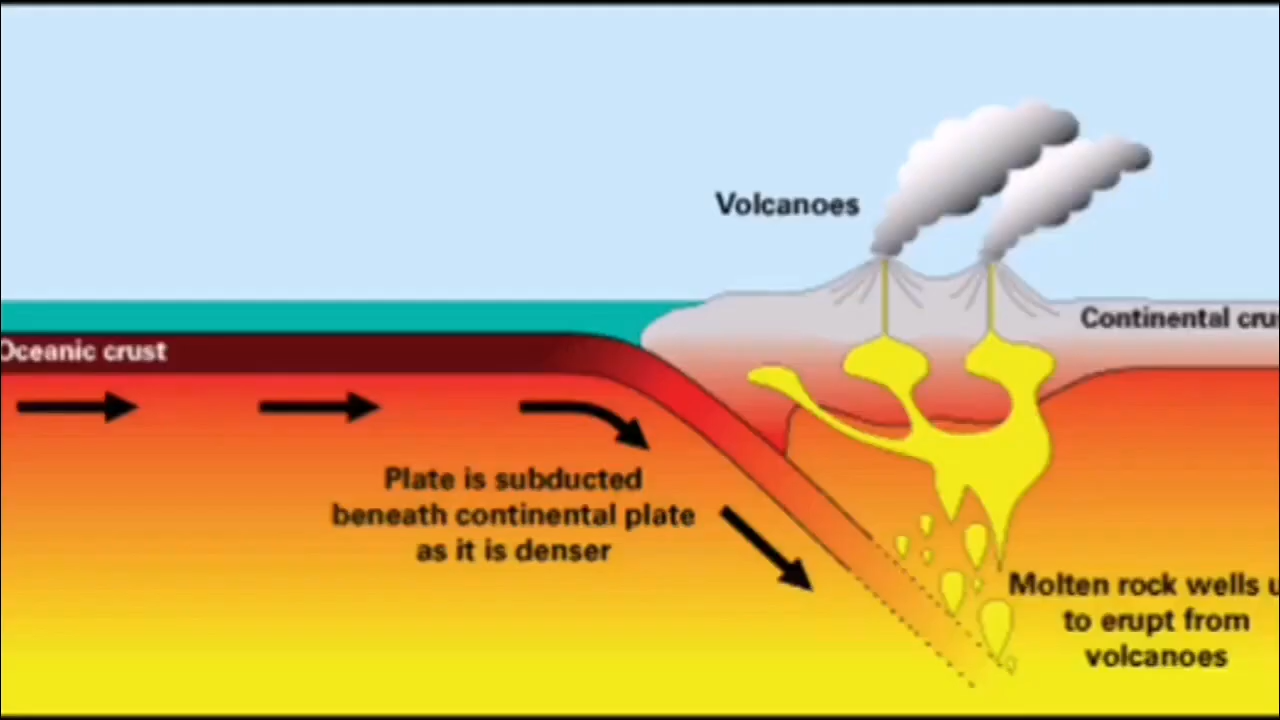 Volcanoes
Continental cru
Oceanic crust
Plate is subducted
beneath continental plate
as it is denser
Molten rock wells u
to erupt from
volcanoes